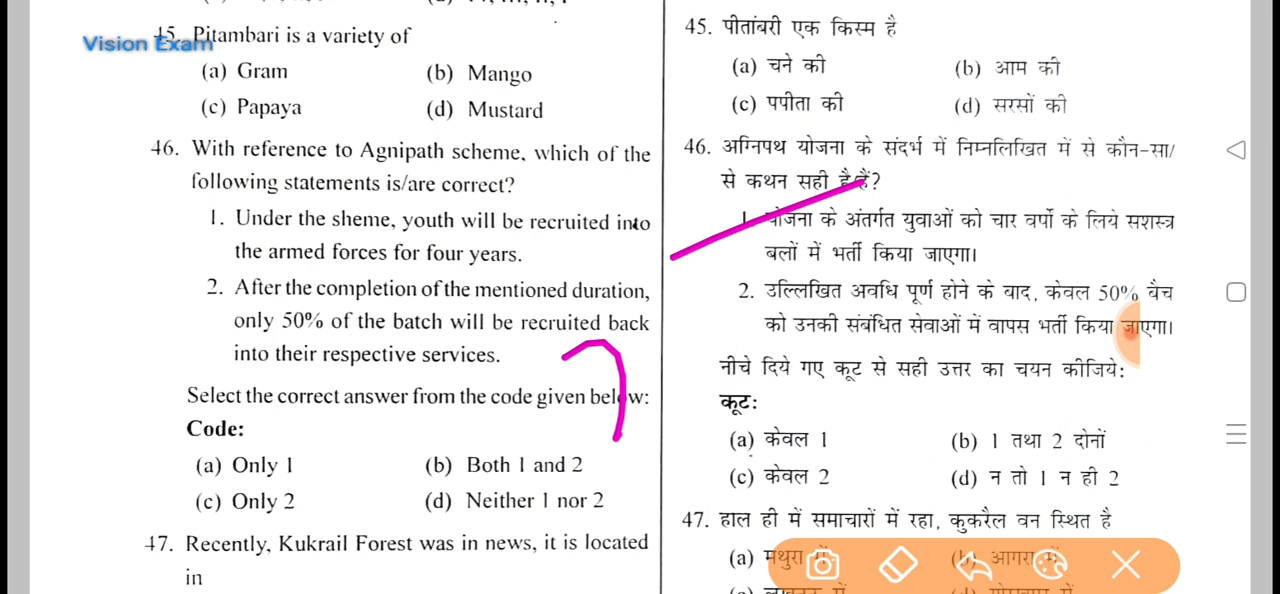 Vision Exam
45. Pitambari is a variety of
(a) Gram (b) Mango
(c) Papaya (d) Mustard
46. With reference to Agnipath scheme, which of the
following statements is/are correct?
1. Under the sheme, youth will be recruited into
the armed forces for four years.
2. After the completion of the mentioned duration,
only 50% of the batch will be recruited back
into their respective services.
Select the correct answer from the code given below:
Code:
(a) Only 1 (b) Both 1 and 2
(c) Only 2 (d) Neither 1 nor 2
47. Recently, Kukrail Forest was in news, it is located
in
45. पीतांबरी एक किस्म है
(a) चने की (b) आम की
(c) पपीता की (d) सरसों की
46. अग्निपथ योजना के संदर्भ में निम्नलिखित में से कौन-सा/
से कथन सही है/हैं?
1. योजना के अंतर्गत युवाओं को चार वर्षों के लिये सशस्त्र
बलों में भर्ती किया जाएगा।
2. उल्लिखित अवधि पूर्ण होने के बाद, केवल 50% बैच
को उनकी संबंधित सेवाओं में वापस भर्ती किया जाएगा।
नीचे दिये गए कूट से सही उत्तर का चयन कीजिये:
कूट:
(a) केवल 1 (b) 1 तथा 2 दोनों
(c) केवल 2 (d) न तो 1 न ही 2
47. हाल ही में समाचारों में रहा, कुकरैल वन स्थित है
(a) मथुरा में (b) आगरा में